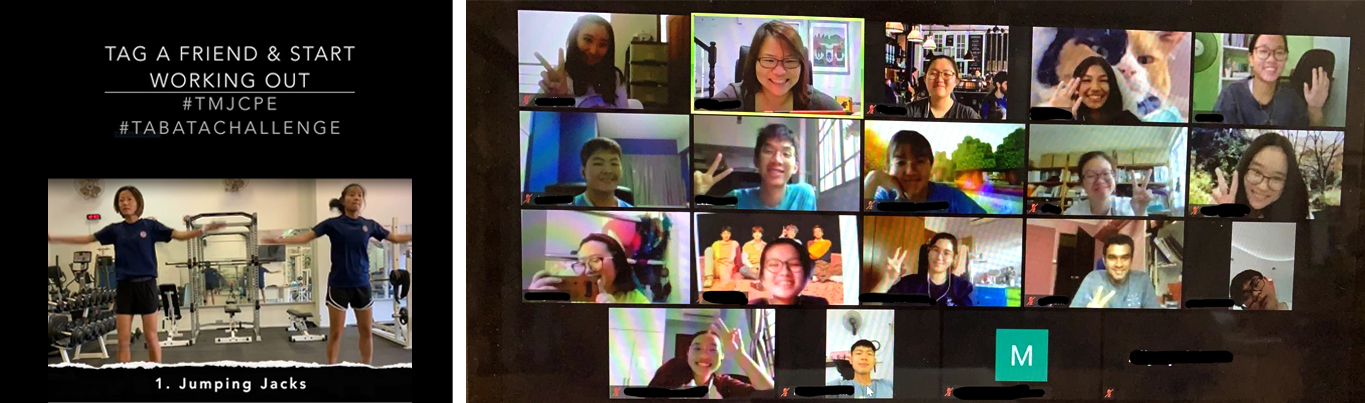 TAG A FRIEND & START
WORKING OUT
#TMJCPE
#TABATACHALLENGE
1. Jumping Jacks
M